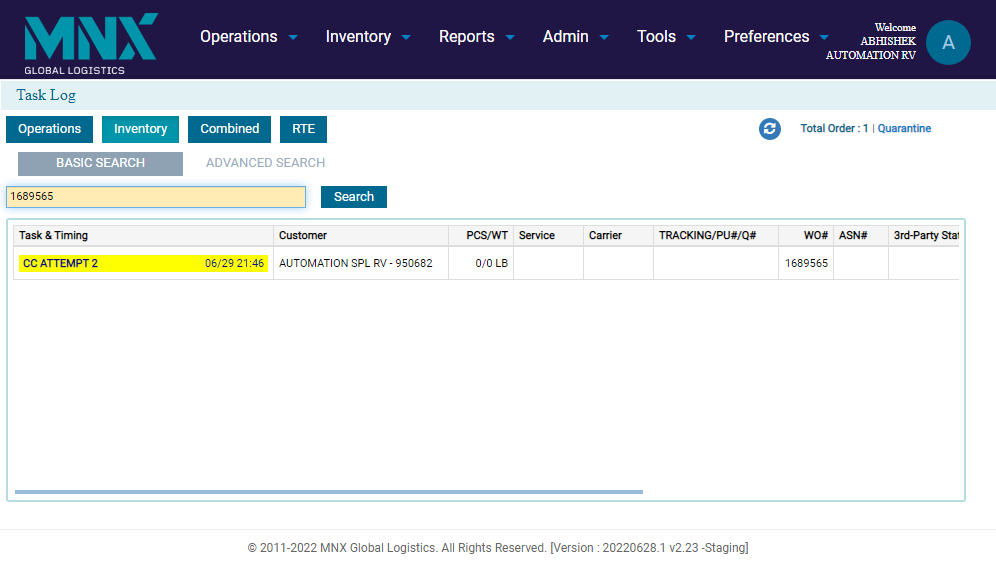 MNX
GLOBAL LOGISTICS
Operations Inventory Reports Admin Tools Preferences
Welcome
ABHISHEK
AUTOMATION RV
A
Task Log
Operations Inventory Combined RTE
Total Order : 1 | Quarantine
BASIC SEARCH ADVANCED SEARCH
1689565 Search
Task & Timing Customer PCS/WT Service Carrier TRACKING/PU#/Q# WO# ASN# 3rd-Party Stat
CC ATTEMPT 2 06/29 21:46 AUTOMATION SPL RV - 950682 0/0 LB 1689565
© 2011-2022 MNX Global Logistics. All Rights Reserved. [Version : 20220628.1 v2.23 -Staging]